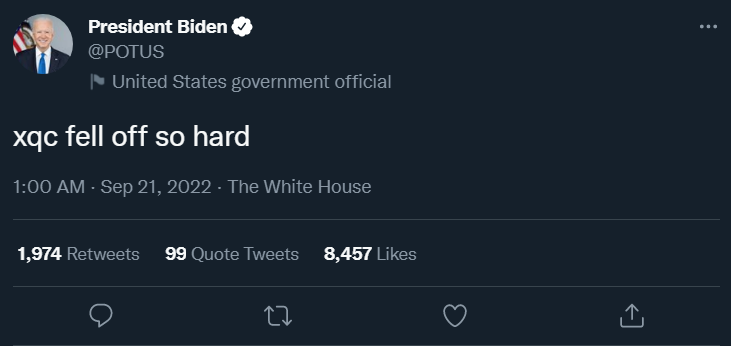 President Biden
@POTUS
United States government official
xqc fell off so hard
1:00 AM · Sep 21, 2022 · The White House
1,974 Retweets 99 Quote Tweets 8,457 Likes